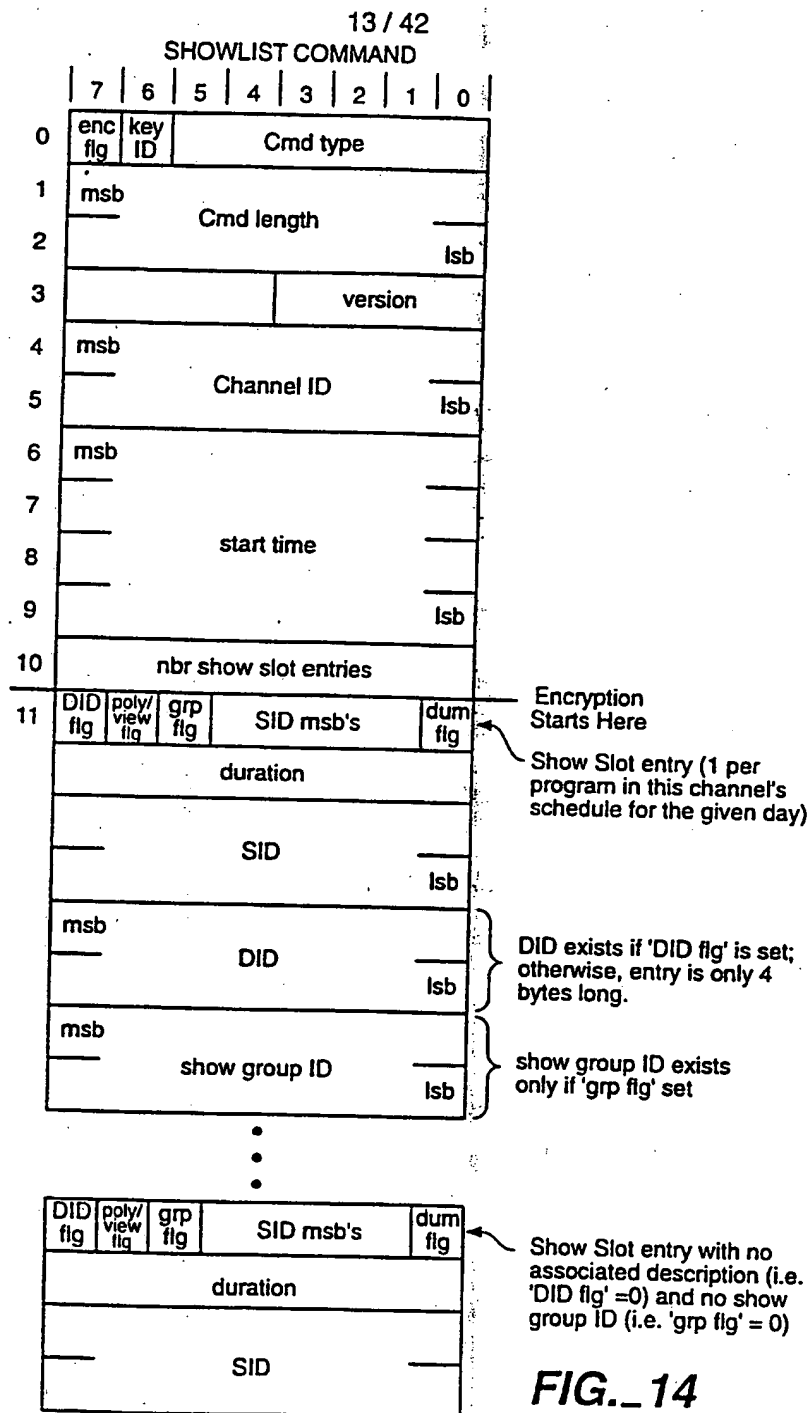 13 / 42
SHOWLIST COMMAND
7 6 5 4 3 2 1 0
0 enc flg key ID Cmd type
1 msb
Cmd length
2 lsb
3 version
4 msb
Channel ID
5 lsb
6 msb
7
start time
8
9 lsb
10 nbr show slot entries
11 DID flg poly/ view flg grp flg SID msb's dum flg
Encryption
Starts Here
Show Slot entry (1 per
program in this channel's
schedule for the given day)
duration
SID
lsb
msb
DID
lsb
DID exists if 'DID flg' is set;
otherwise, entry is only 4
bytes long.
msb
show group ID
lsb
show group ID exists
only if 'grp flg' set
DID flg poly/ view flg grp flg SID msb's dum flg
duration
SID
Show Slot entry with no
associated description (i.e.
'DID flg' =0) and no show
group ID (i.e. 'grp flg' = 0)
FIG._14